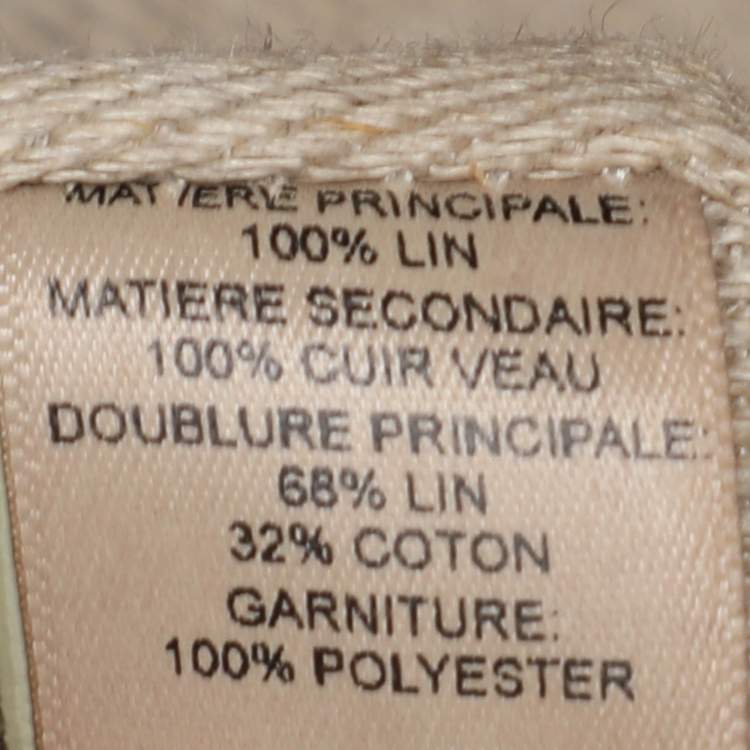 MATIERE PRINCIPALE:
100% LIN
MATIERE SECONDAIRE:
100% CUIR VEAU
DOUBLURE PRINCIPALE:
68% LIN
32% COTON
GARNITURE:
100% POLYESTER